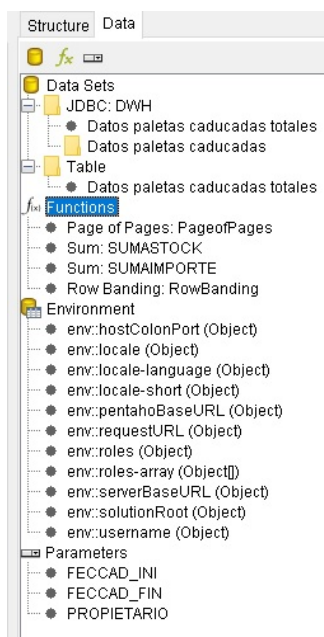 Structure Data
fx
Data Sets
JDBC: DWH
Datos paletas caducadas totales
Datos paletas caducadas
Table
Datos paletas caducadas totales
f(x) Functions
Page of Pages: PageofPages
Sum: SUMASTOCK
Sum: SUMAIMPORTE
Row Banding: RowBanding
Environment
env::hostColonPort (Object)
env::locale (Object)
env::locale-language (Object)
env::locale-short (Object)
env::pentahoBaseURL (Object)
env::requestURL (Object)
env::roles (Object)
env::roles-array (Object[])
env::serverBaseURL (Object)
env::solutionRoot (Object)
env::username (Object)
Parameters
FECCAD_INI
FECCAD_FIN
PROPIETARIO